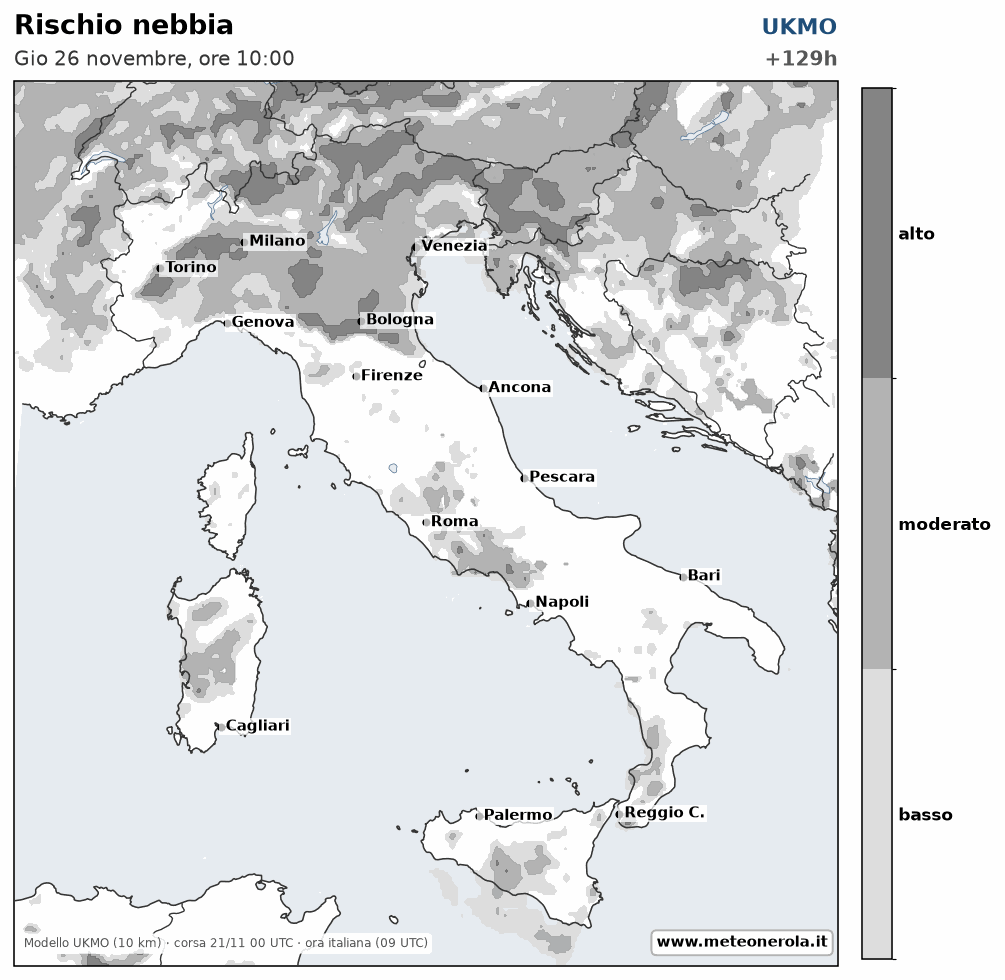 Rischio nebbia
UKMO
Gio 26 novembre, ore 10:00
+129h
alto
Milano
Venezia
Torino
Genova
Bologna
Firenze
Ancona
Pescara
Roma
moderato
Bari
Napoli
Cagliari
Palermo
Reggio C.
basso
Modello UKMO (10 km) · corsa 21/11 00 UTC · ora italiana (09 UTC)
www.meteonerola.it